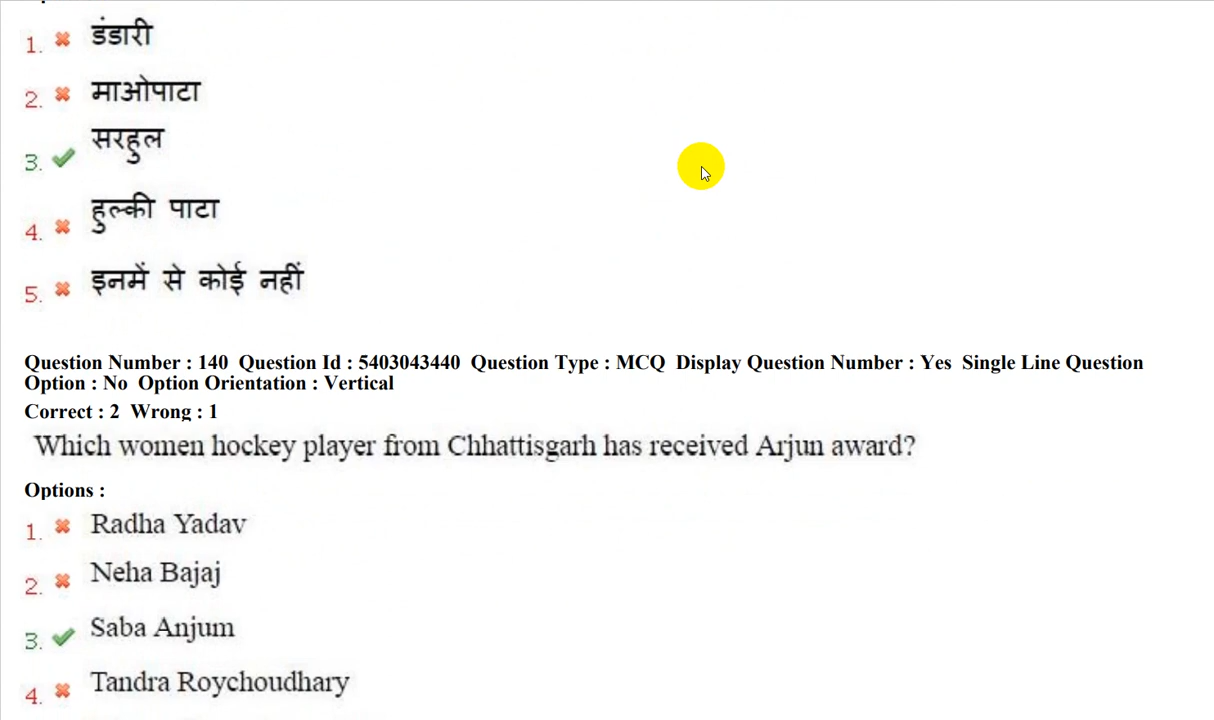 1. डंडारी
2. माओपाटा
3. सरहुल
4. हुल्की पाटा
5. इनमें से कोई नहीं
Question Number : 140 Question Id : 5403043440 Question Type : MCQ Display Question Number : Yes Single Line Question
Option : No Option Orientation : Vertical
Correct : 2 Wrong : 1
Which women hockey player from Chhattisgarh has received Arjun award?
Options :
1. Radha Yadav
2. Neha Bajaj
3. Saba Anjum
4. Tandra Roychoudhary